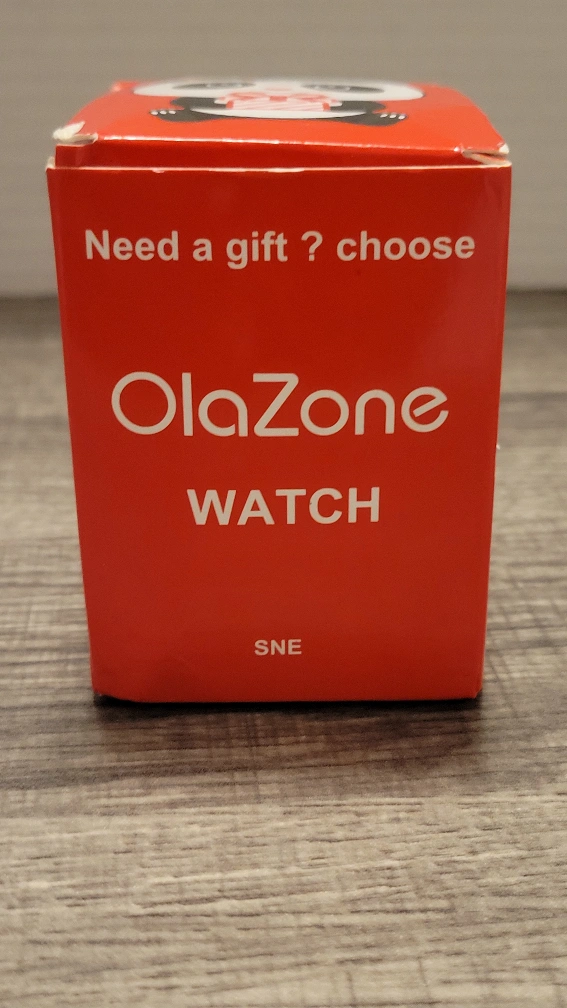 Need a gift ? choose
OlaZone
WATCH
SNE